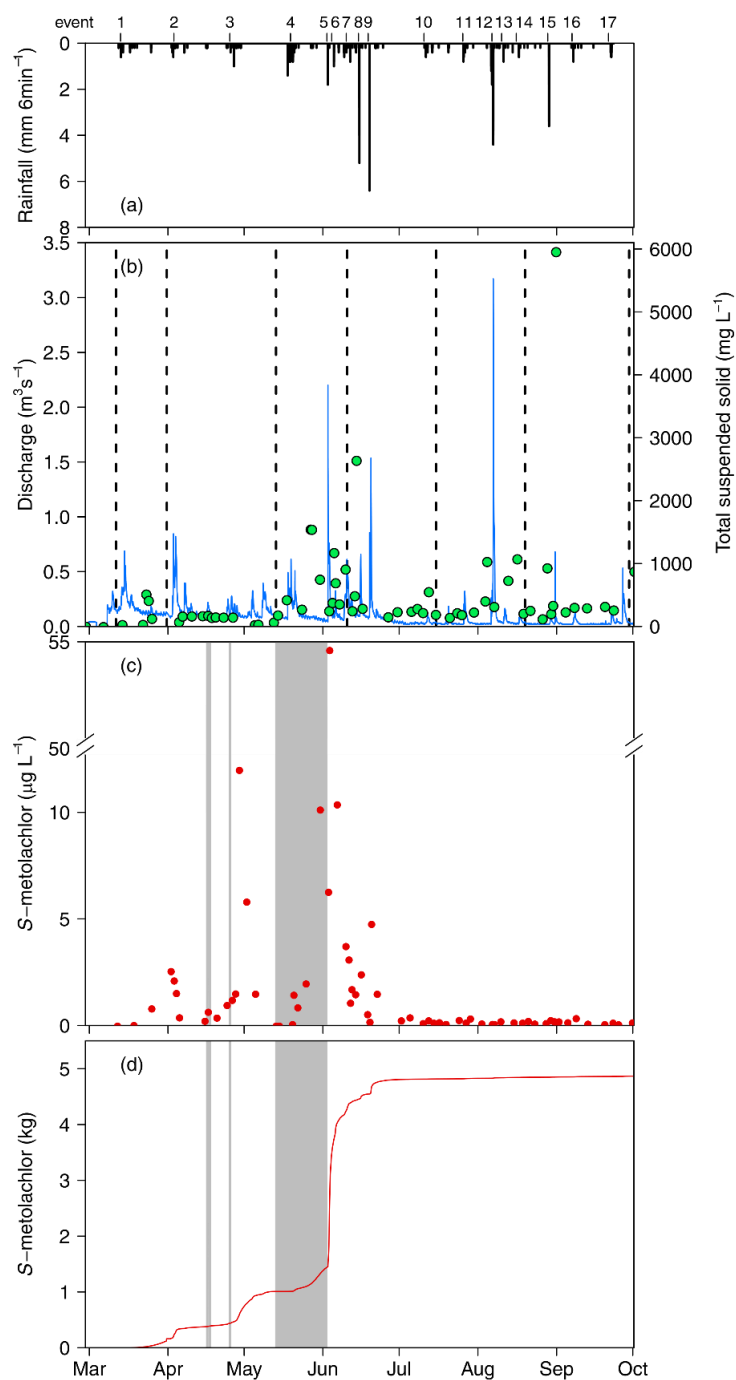 event 1 2 3 4 5 6 7 8 9 10 11 12 13 14 15 16 17
0
2
4
6
8
Rainfall (mm 6min⁻¹)
(a)
3.5
3.0
2.5
2.0
1.5
1.0
0.5
0.0
Discharge (m³s⁻¹)
(b)
6000
5000
4000
3000
2000
1000
0
Total suspended solid (mg L⁻¹)
55
50
10
5
0
S−metolachlor (µg L⁻¹)
(c)
5
4
3
2
1
0
S−metolachlor (kg)
(d)
Mar Apr May Jun Jul Aug Sep Oct